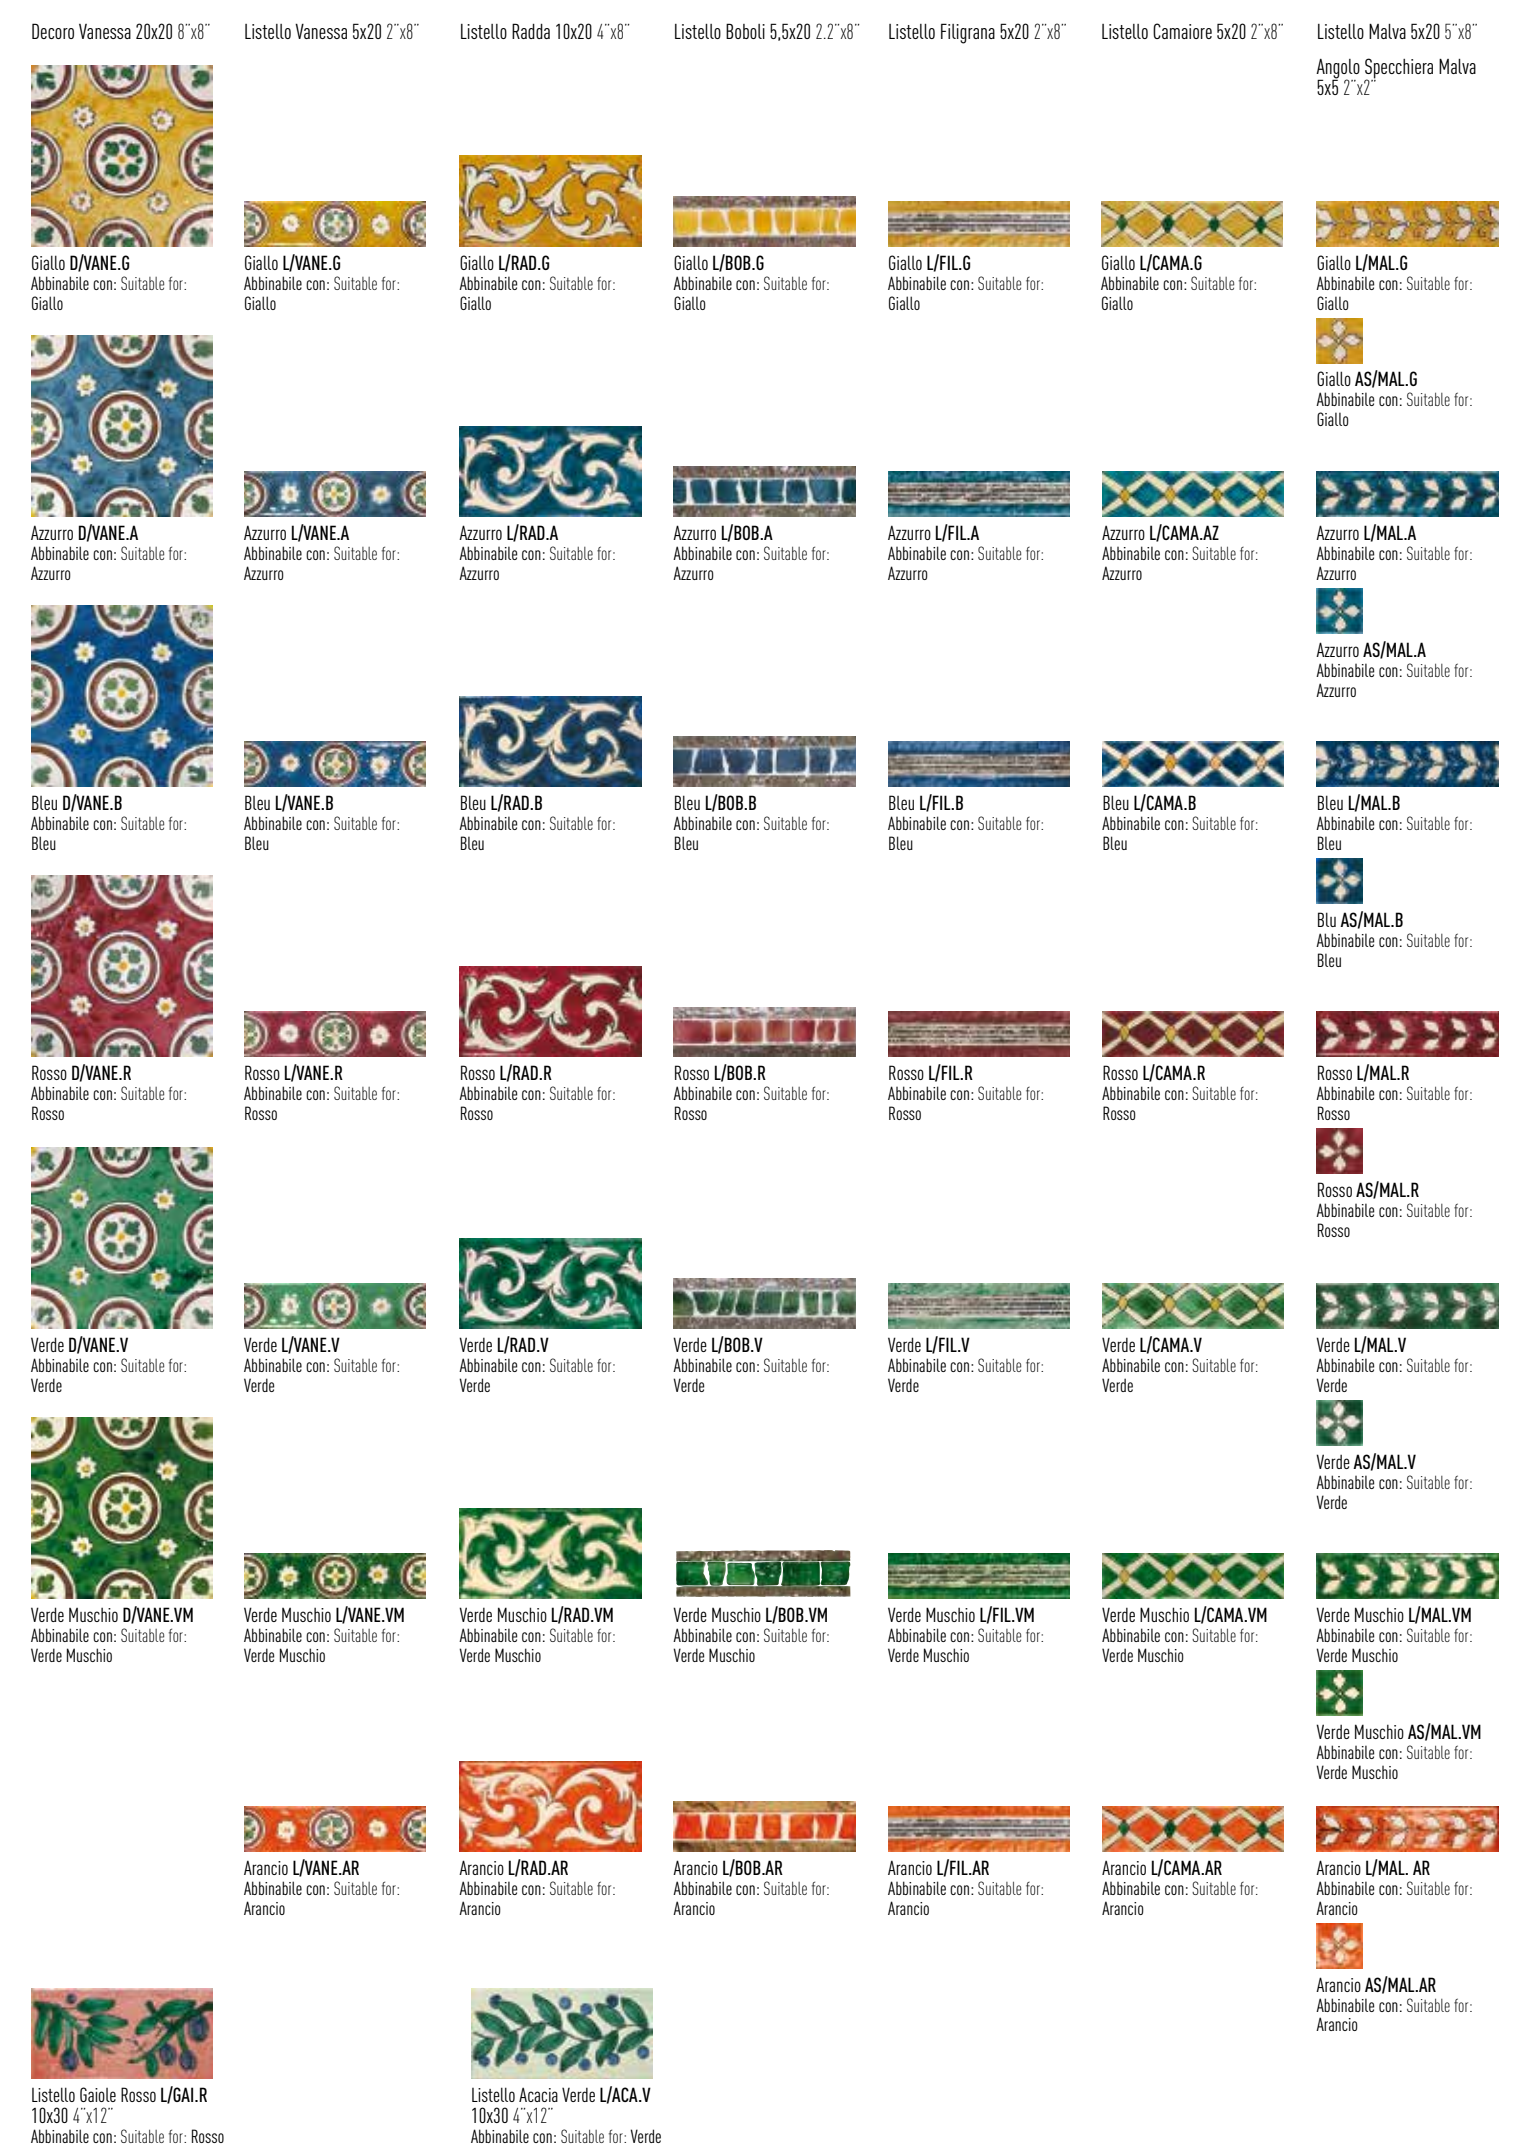 Decoro Vanessa 20x20 8¨x8¨
Listello Vanessa 5x20 2¨x8¨
Listello Radda 10x20 4¨x8¨
Listello Boboli 5,5x20 2.2¨x8¨
Listello Filigrana 5x20 2¨x8¨
Listello Camaiore 5x20 2¨x8¨
Listello Malva 5x20 5¨x8¨
Angolo Specchiera Malva
5x5 2¨x2¨
Giallo D/VANE.G
Abbinabile con: Suitable for:
Giallo
Giallo L/VANE.G
Abbinabile con: Suitable for:
Giallo
Giallo L/RAD.G
Abbinabile con: Suitable for:
Giallo
Giallo L/BOB.G
Abbinabile con: Suitable for:
Giallo
Giallo L/FIL.G
Abbinabile con: Suitable for:
Giallo
Giallo L/CAMA.G
Abbinabile con: Suitable for:
Giallo
Giallo L/MAL.G
Abbinabile con: Suitable for:
Giallo
Giallo AS/MAL.G
Abbinabile con: Suitable for:
Giallo
Azzurro D/VANE.A
Abbinabile con: Suitable for:
Azzurro
Azzurro L/VANE.A
Abbinabile con: Suitable for:
Azzurro
Azzurro L/RAD.A
Abbinabile con: Suitable for:
Azzurro
Azzurro L/BOB.A
Abbinabile con: Suitable for:
Azzurro
Azzurro L/FIL.A
Abbinabile con: Suitable for:
Azzurro
Azzurro L/CAMA.AZ
Abbinabile con: Suitable for:
Azzurro
Azzurro L/MAL.A
Abbinabile con: Suitable for:
Azzurro
Azzurro AS/MAL.A
Abbinabile con: Suitable for:
Azzurro
Bleu D/VANE.B
Abbinabile con: Suitable for:
Bleu
Bleu L/VANE.B
Abbinabile con: Suitable for:
Bleu
Bleu L/RAD.B
Abbinabile con: Suitable for:
Bleu
Bleu L/BOB.B
Abbinabile con: Suitable for:
Bleu
Bleu L/FIL.B
Abbinabile con: Suitable for:
Bleu
Bleu L/CAMA.B
Abbinabile con: Suitable for:
Bleu
Bleu L/MAL.B
Abbinabile con: Suitable for:
Bleu
Blu AS/MAL.B
Abbinabile con: Suitable for:
Bleu
Rosso D/VANE.R
Abbinabile con: Suitable for:
Rosso
Rosso L/VANE.R
Abbinabile con: Suitable for:
Rosso
Rosso L/RAD.R
Abbinabile con: Suitable for:
Rosso
Rosso L/BOB.R
Abbinabile con: Suitable for:
Rosso
Rosso L/FIL.R
Abbinabile con: Suitable for:
Rosso
Rosso L/CAMA.R
Abbinabile con: Suitable for:
Rosso
Rosso L/MAL.R
Abbinabile con: Suitable for:
Rosso
Rosso AS/MAL.R
Abbinabile con: Suitable for:
Rosso
Verde D/VANE.V
Abbinabile con: Suitable for:
Verde
Verde L/VANE.V
Abbinabile con: Suitable for:
Verde
Verde L/RAD.V
Abbinabile con: Suitable for:
Verde
Verde L/BOB.V
Abbinabile con: Suitable for:
Verde
Verde L/FIL.V
Abbinabile con: Suitable for:
Verde
Verde L/CAMA.V
Abbinabile con: Suitable for:
Verde
Verde L/MAL.V
Abbinabile con: Suitable for:
Verde
Verde AS/MAL.V
Abbinabile con: Suitable for:
Verde
Verde Muschio D/VANE.VM
Abbinabile con: Suitable for:
Verde Muschio
Verde Muschio L/VANE.VM
Abbinabile con: Suitable for:
Verde Muschio
Verde Muschio L/RAD.VM
Abbinabile con: Suitable for:
Verde Muschio
Verde Muschio L/BOB.VM
Abbinabile con: Suitable for:
Verde Muschio
Verde Muschio L/FIL.VM
Abbinabile con: Suitable for:
Verde Muschio
Verde Muschio L/CAMA.VM
Abbinabile con: Suitable for:
Verde Muschio
Verde Muschio L/MAL.VM
Abbinabile con: Suitable for:
Verde Muschio
Verde Muschio AS/MAL.VM
Abbinabile con: Suitable for:
Verde Muschio
Arancio L/VANE.AR
Abbinabile con: Suitable for:
Arancio
Arancio L/RAD.AR
Abbinabile con: Suitable for:
Arancio
Arancio L/BOB.AR
Abbinabile con: Suitable for:
Arancio
Arancio L/FIL.AR
Abbinabile con: Suitable for:
Arancio
Arancio L/CAMA.AR
Abbinabile con: Suitable for:
Arancio
Arancio L/MAL. AR
Abbinabile con: Suitable for:
Arancio
Arancio AS/MAL.AR
Abbinabile con: Suitable for:
Arancio
Listello Gaiole Rosso L/GAI.R
10x30 4¨x12¨
Abbinabile con: Suitable for: Rosso
Listello Acacia Verde L/ACA.V
10x30 4¨x12¨
Abbinabile con: Suitable for: Verde